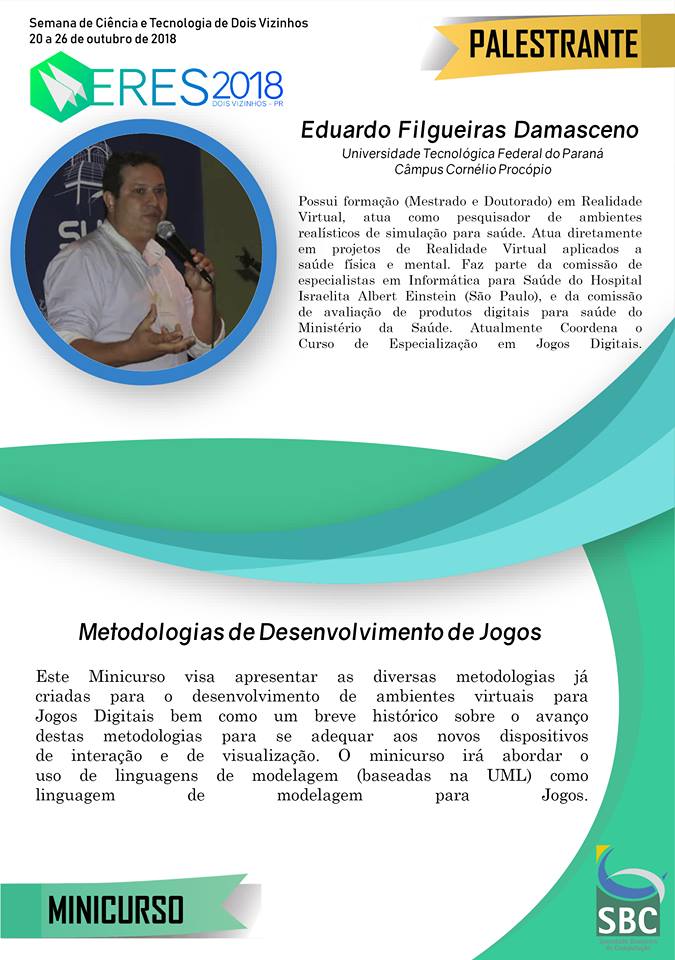 Semana de Ciência e Tecnologia de Dois Vizinhos
20 a 26 de outubro de 2018
PALESTRANTE
ERES 2018
DOIS VIZINHOS - PR
Eduardo Filgueiras Damasceno
Universidade Tecnológica Federal do Paraná
Câmpus Cornélio Procópio
Possui formação (Mestrado e Doutorado) em Realidade
Virtual, atua como pesquisador de ambientes
realísticos de simulação para saúde. Atua diretamente
em projetos de Realidade Virtual aplicados a
saúde física e mental. Faz parte da comissão de
especialistas em Informática para Saúde do Hospital
Israelita Albert Einstein (São Paulo), e da comissão
de avaliação de produtos digitais para saúde do
Ministério da Saúde. Atualmente Coordena o
Curso de Especialização em Jogos Digitais.
Metodologias de Desenvolvimento de Jogos
Este Minicurso visa apresentar as diversas metodologias já
criadas para o desenvolvimento de ambientes virtuais para
Jogos Digitais bem como um breve histórico sobre o avanço
destas metodologias para se adequar aos novos dispositivos
de interação e de visualização. O minicurso irá abordar o
uso de linguagens de modelagem (baseadas na UML) como
linguagem de modelagem para Jogos.
MINICURSO
SBC
Sociedade Brasileira
de Computação